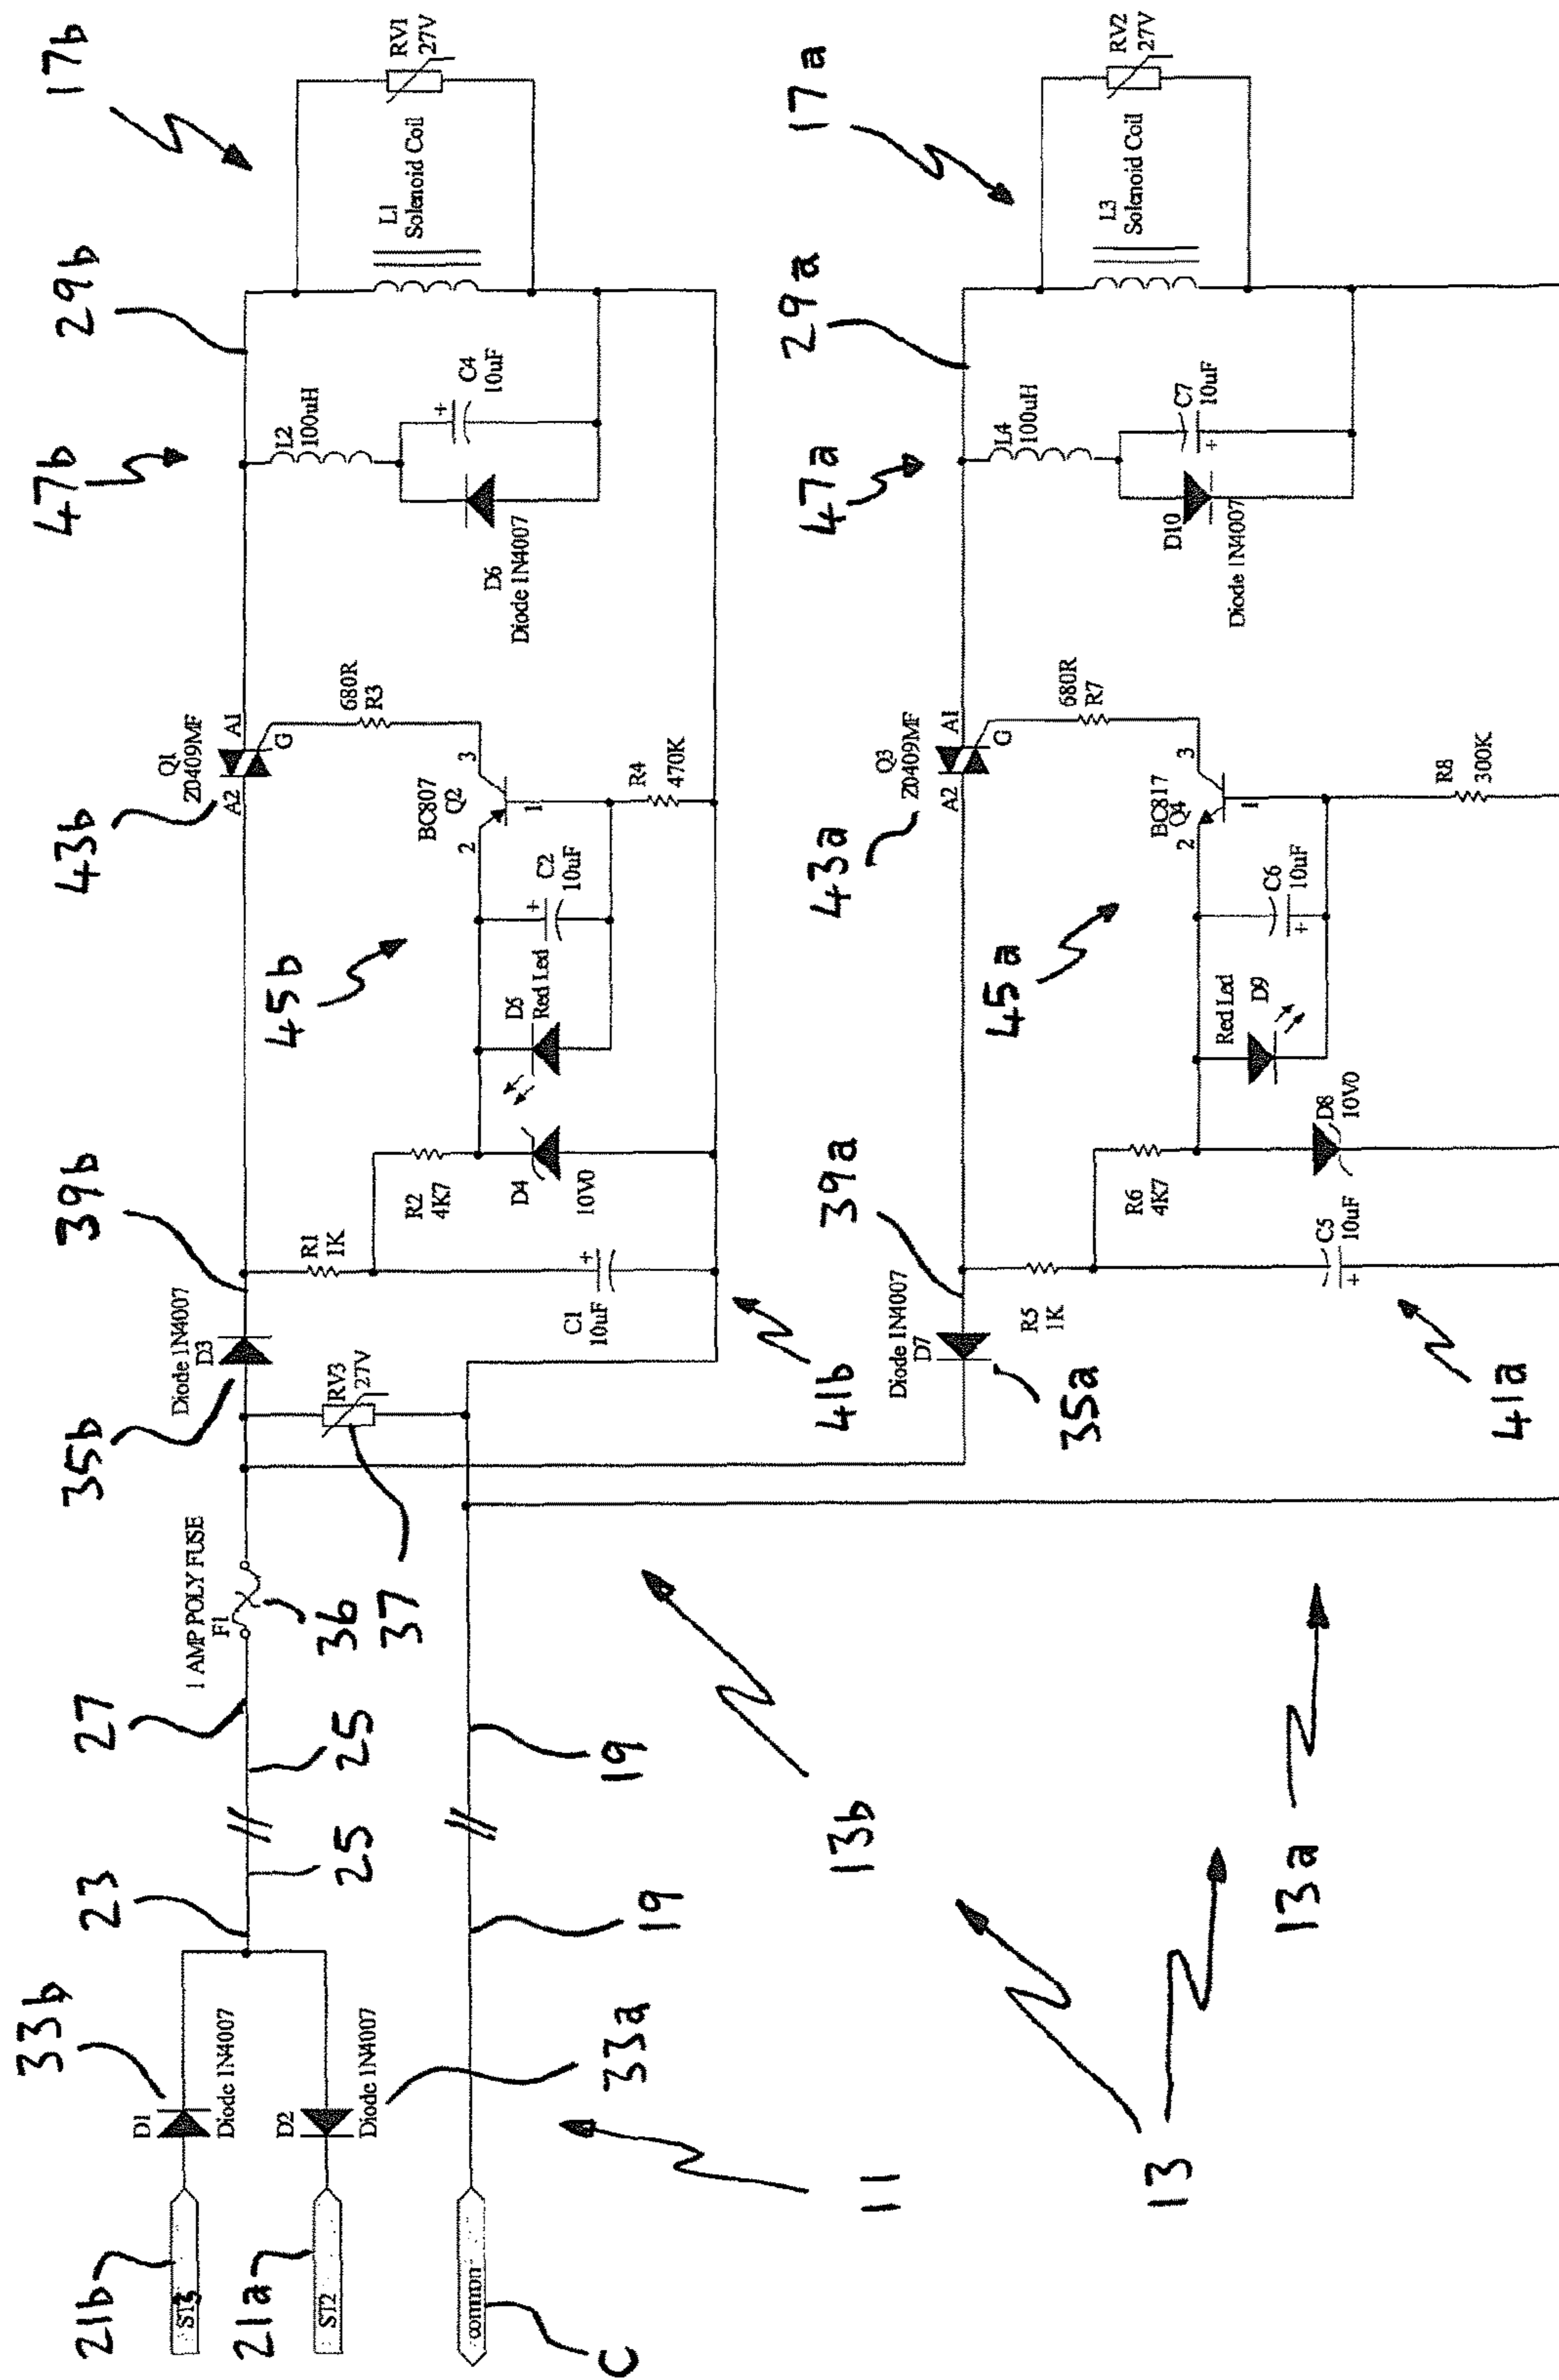 17b
RV1
27V
L1
Solenoid Coil
29b
47b
L2
100uH
C4
10uF
D6
Diode 1N4007
Q1
Z0409MF
A2
A1
G
43b
680R
R3
BC807
Q2
2
3
1
R4
470K
45b
C2
10uF
D5
Red Led
D4
10V0
R2
4K7
39b
R1
1K
C1
10uF
41b
Diode 1N4007
D3
35b
RV3
27V
37
1 AMP POLY FUSE
F1
36
27
25
25
23
19
19
33b
D1
Diode 1N4007
D2
Diode 1N4007
33a
21b
ST3
21a
ST2
common
C
11
13
13b
13a
17a
RV2
27V
L3
Solenoid Coil
29a
47a
L4
100uH
C7
10uF
+
D10
Diode 1N4007
Q3
Z0409MF
A2
A1
G
43a
680R
R7
BC817
Q4
2
3
1
R8
300K
45a
C6
10uF
+
Red Led
D9
D8
10V0
R6
4K7
39a
R5
1K
C5
10uF
+
41a
Diode 1N4007
D7
35a
+
+
+